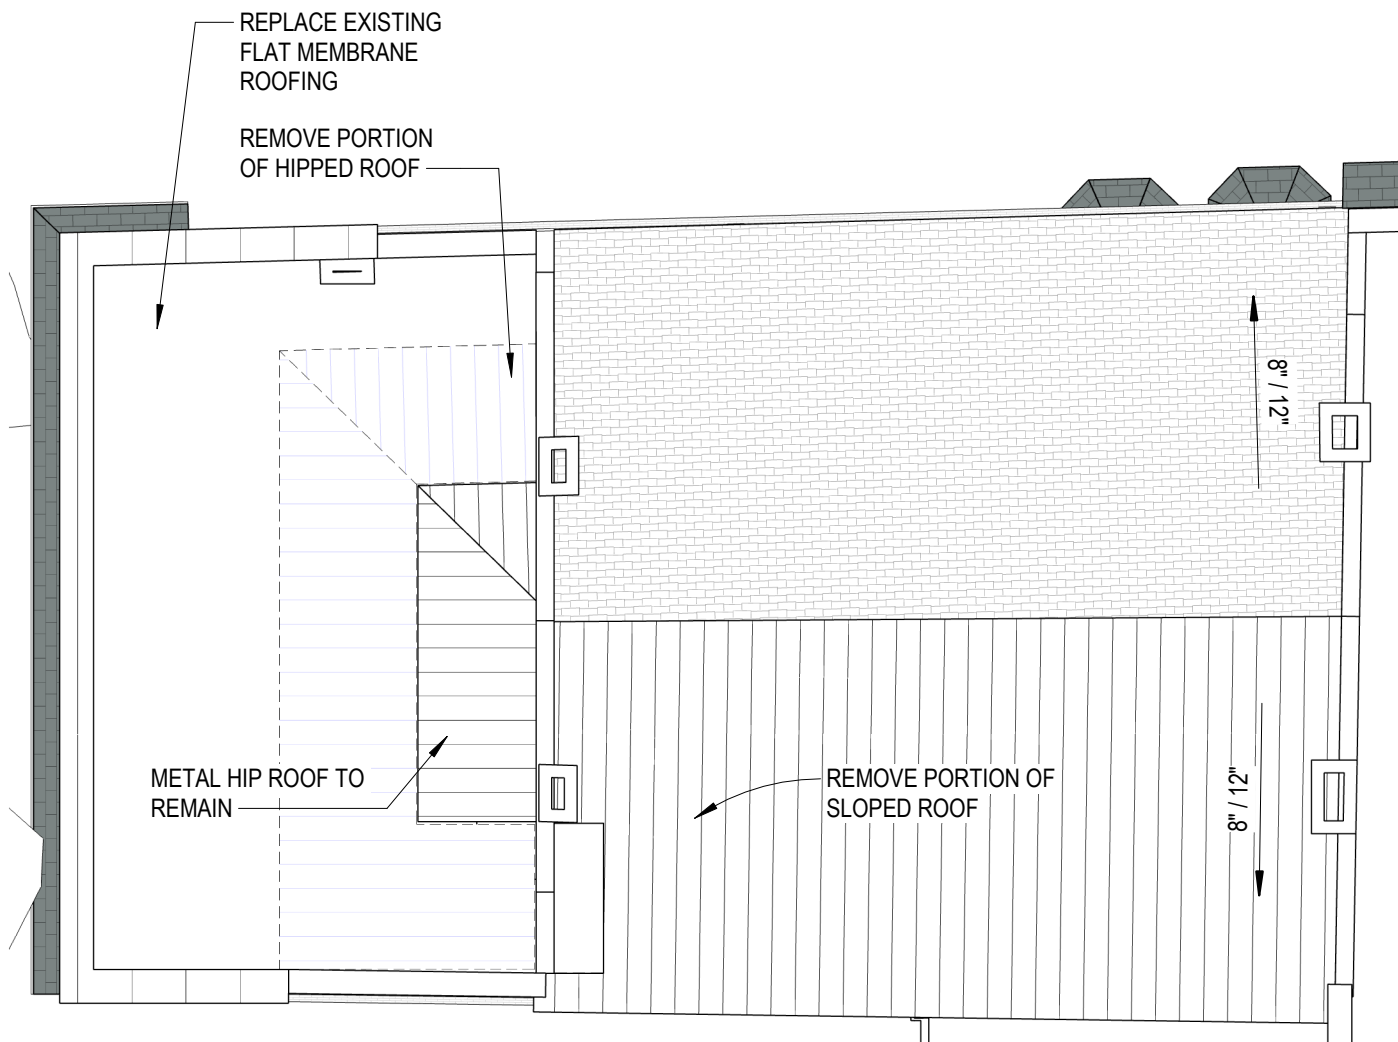 REPLACE EXISTING
FLAT MEMBRANE
ROOFING
REMOVE PORTION
OF HIPPED ROOF
8" / 12"
METAL HIP ROOF TO
REMAIN
REMOVE PORTION OF
SLOPED ROOF
8" / 12"